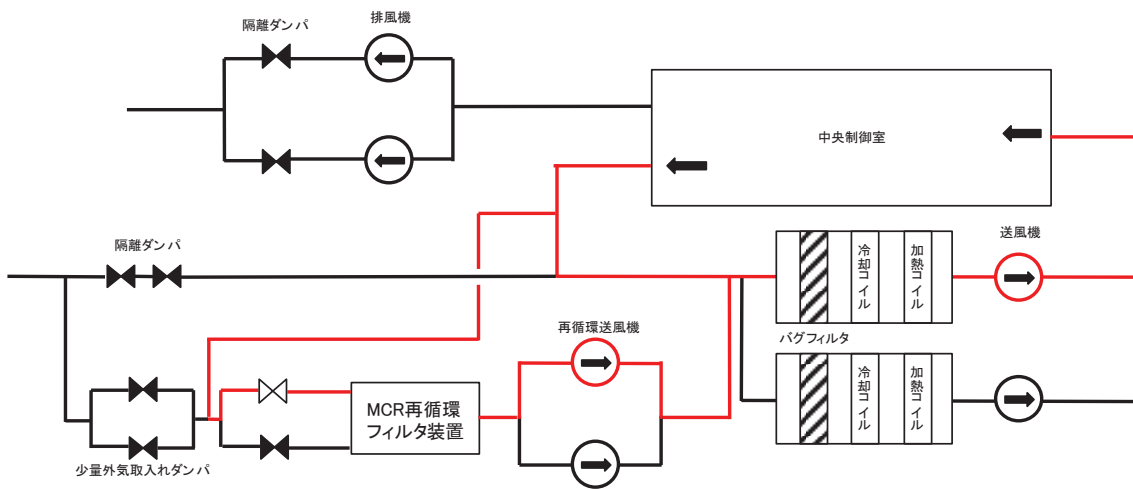 隔離ダンパ
排風機
中央制御室
隔離ダンパ
送風機
冷却コイル
加熱コイル
再循環送風機
バグフィルタ
冷却コイル
加熱コイル
MCR再循環
フィルタ装置
少量外気取入れダンパ